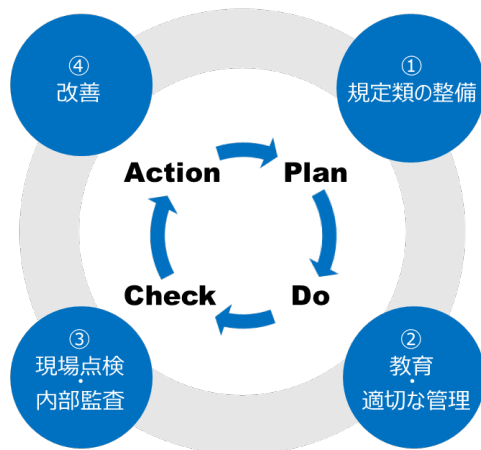 ④
改善
①
規定類の整備
Action
Plan
Check
Do
③
現場点検
・
内部監査
②
教育
・
適切な管理